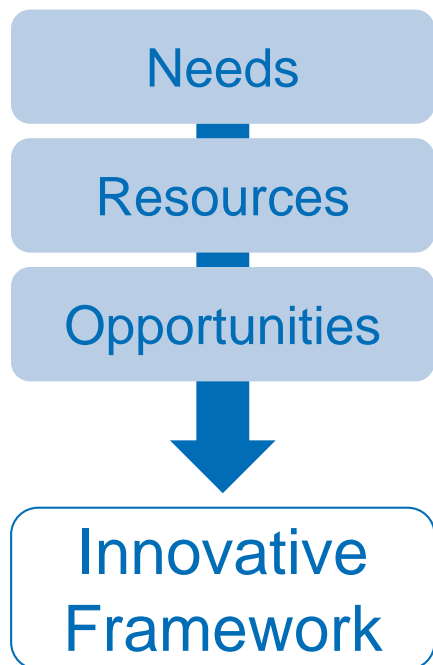 Needs
Resources
Opportunities
Innovative
Framework